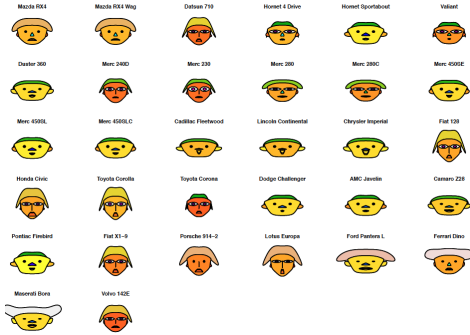 Mazda RX4
Mazda RX4 Wag
Datsun 710
Hornet 4 Drive
Hornet Sportabout
Valiant
Duster 360
Merc 240D
Merc 230
Merc 280
Merc 280C
Merc 450SE
Merc 450SL
Merc 450SLC
Cadillac Fleetwood
Lincoln Continental
Chrysler Imperial
Fiat 128
Honda Civic
Toyota Corolla
Toyota Corona
Dodge Challenger
AMC Javelin
Camaro Z28
Pontiac Firebird
Fiat X1−9
Porsche 914−2
Lotus Europa
Ford Pantera L
Ferrari Dino
Maserati Bora
Volvo 142E